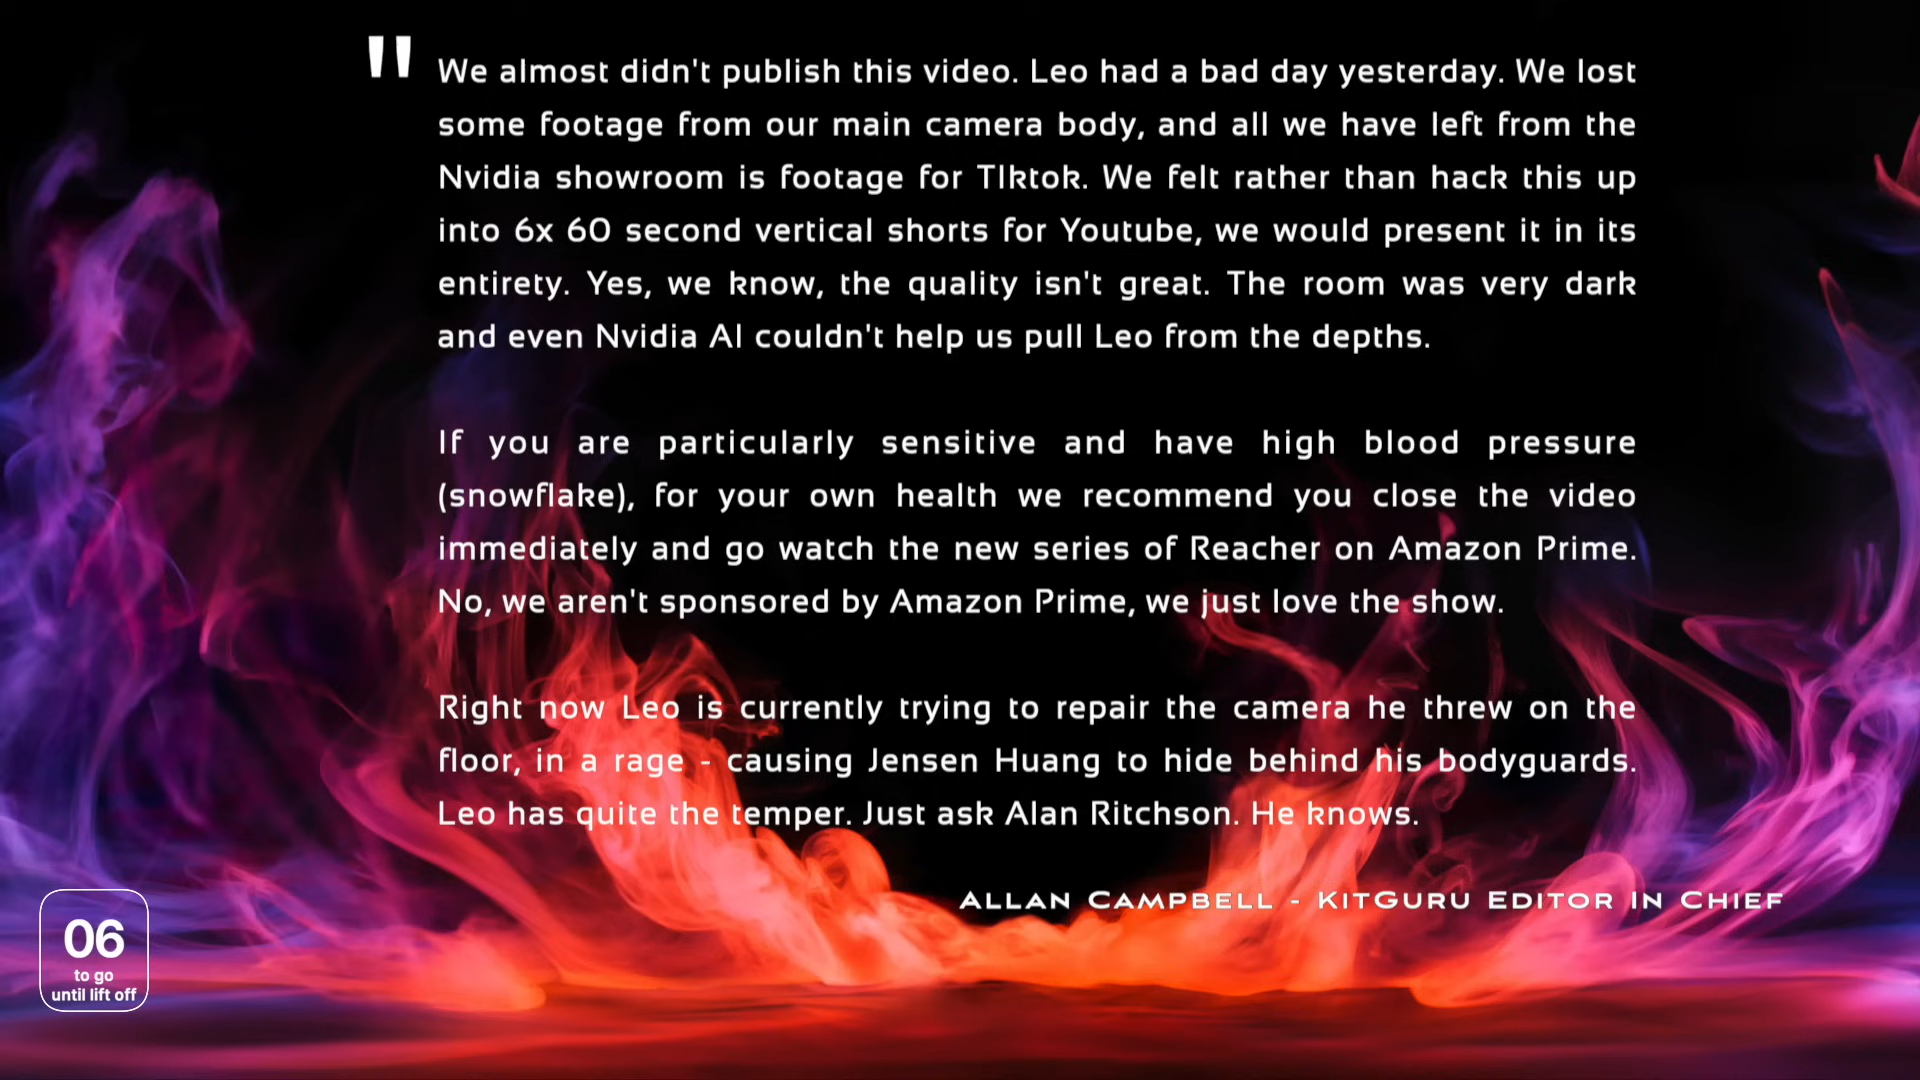 "
We almost didn't publish this video. Leo had a bad day yesterday. We lost
some footage from our main camera body, and all we have left from the
Nvidia showroom is footage for TIktok. We felt rather than hack this up
into 6x 60 second vertical shorts for Youtube, we would present it in its
entirety. Yes, we know, the quality isn't great. The room was very dark
and even Nvidia AI couldn't help us pull Leo from the depths.
If you are particularly sensitive and have high blood pressure
(snowflake), for your own health we recommend you close the video
immediately and go watch the new series of Reacher on Amazon Prime.
No, we aren't sponsored by Amazon Prime, we just love the show.
Right now Leo is currently trying to repair the camera he threw on the
floor, in a rage - causing Jensen Huang to hide behind his bodyguards.
Leo has quite the temper. Just ask Alan Ritchson. He knows.
Allan Campbell - KitGuru Editor In Chief
06
to go
until lift off